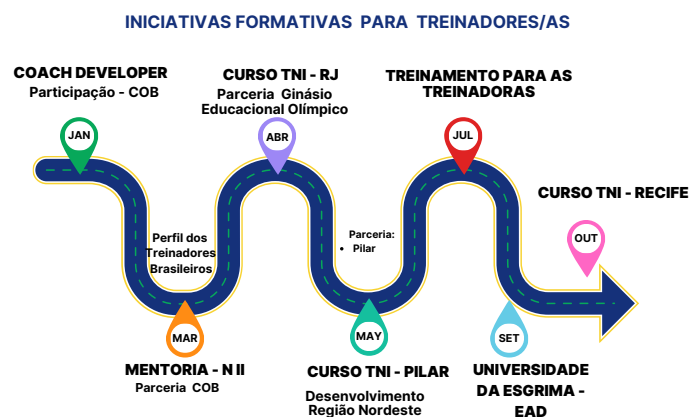 INICIATIVAS FORMATIVAS PARA TREINADORES/AS
COACH DEVELOPER
Participação - COB
JAN
Perfil dos
Treinadores
Brasileiros
MAR
MENTORIA - N II
Parceria COB
CURSO TNI - RJ
Parceria Ginásio
Educacional Olímpico
ABR
Parceria:
• Pilar
MAY
CURSO TNI - PILAR
Desenvolvimento
Região Nordeste
TREINAMENTO PARA AS
TREINADORAS
JUL
SET
UNIVERSIDADE
DA ESGRIMA -
EAD
CURSO TNI - RECIFE
OUT